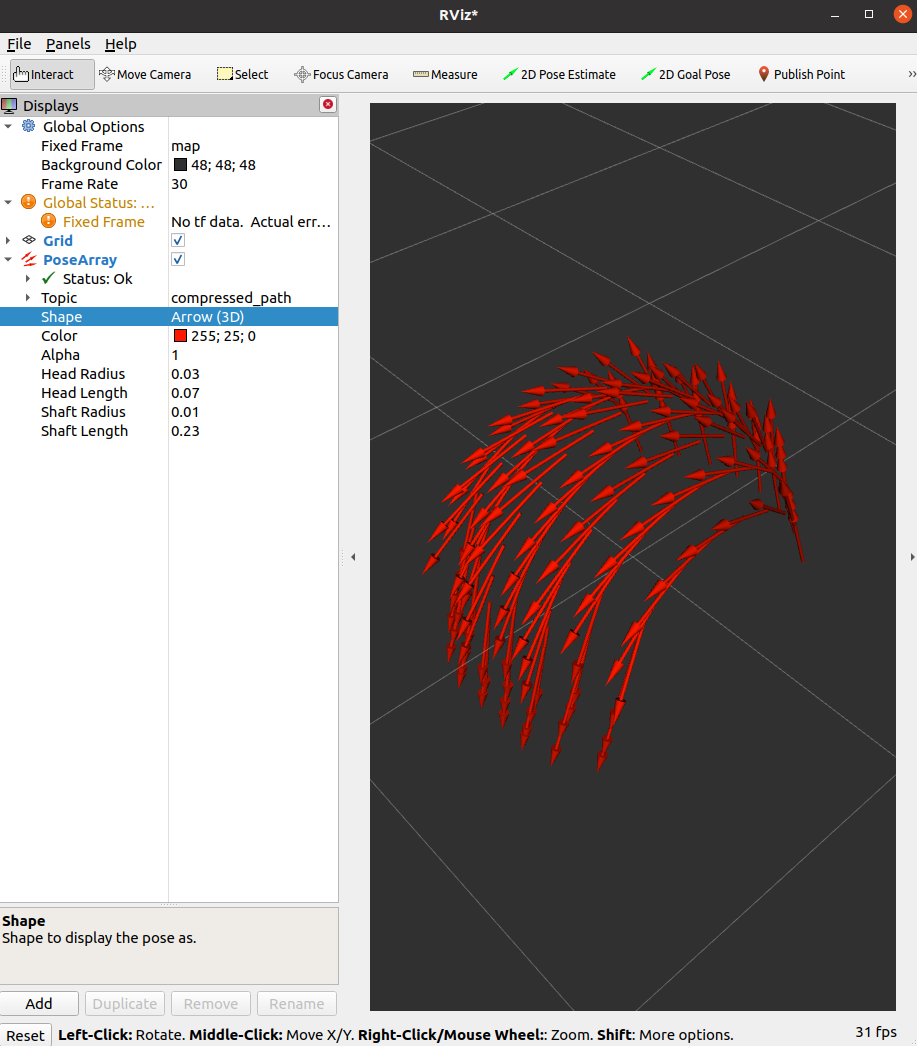 RViz*
File Panels Help
Interact Move Camera Select Focus Camera Measure 2D Pose Estimate 2D Goal Pose Publish Point »
Displays
Global Options
Fixed Frame map
Background Color 48; 48; 48
Frame Rate 30
Global Status: ...
Fixed Frame No tf data. Actual err...
Grid
PoseArray
Status: Ok
Topic compressed_path
Shape Arrow (3D)
Color 255; 25; 0
Alpha 1
Head Radius 0.03
Head Length 0.07
Shaft Radius 0.01
Shaft Length 0.23
Shape
Shape to display the pose as.
Add Duplicate Remove Rename
Reset Left-Click: Rotate. Middle-Click: Move X/Y. Right-Click/Mouse Wheel:: Zoom. Shift: More options. 31 fps